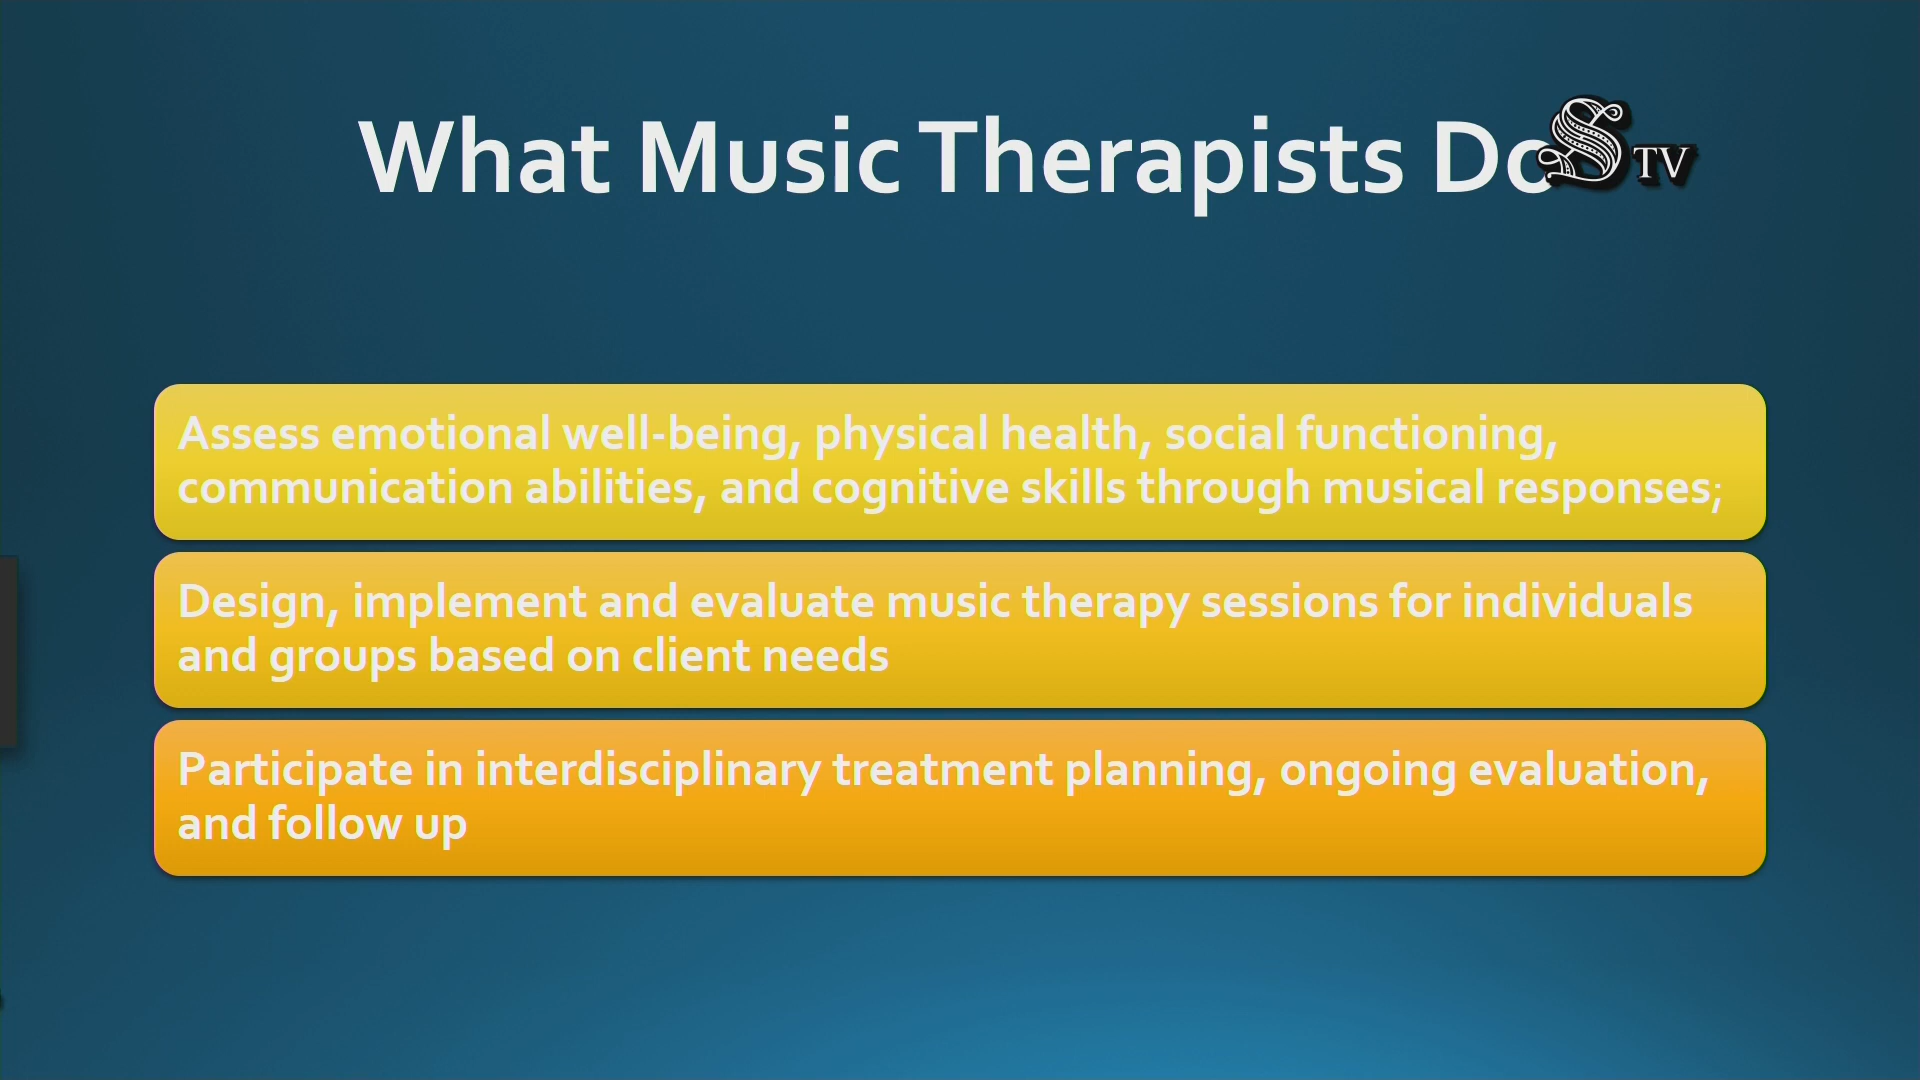 What Music Therapists Do
S TV
Assess emotional well-being, physical health, social functioning,
communication abilities, and cognitive skills through musical responses;
Design, implement and evaluate music therapy sessions for individuals
and groups based on client needs
Participate in interdisciplinary treatment planning, ongoing evaluation,
and follow up